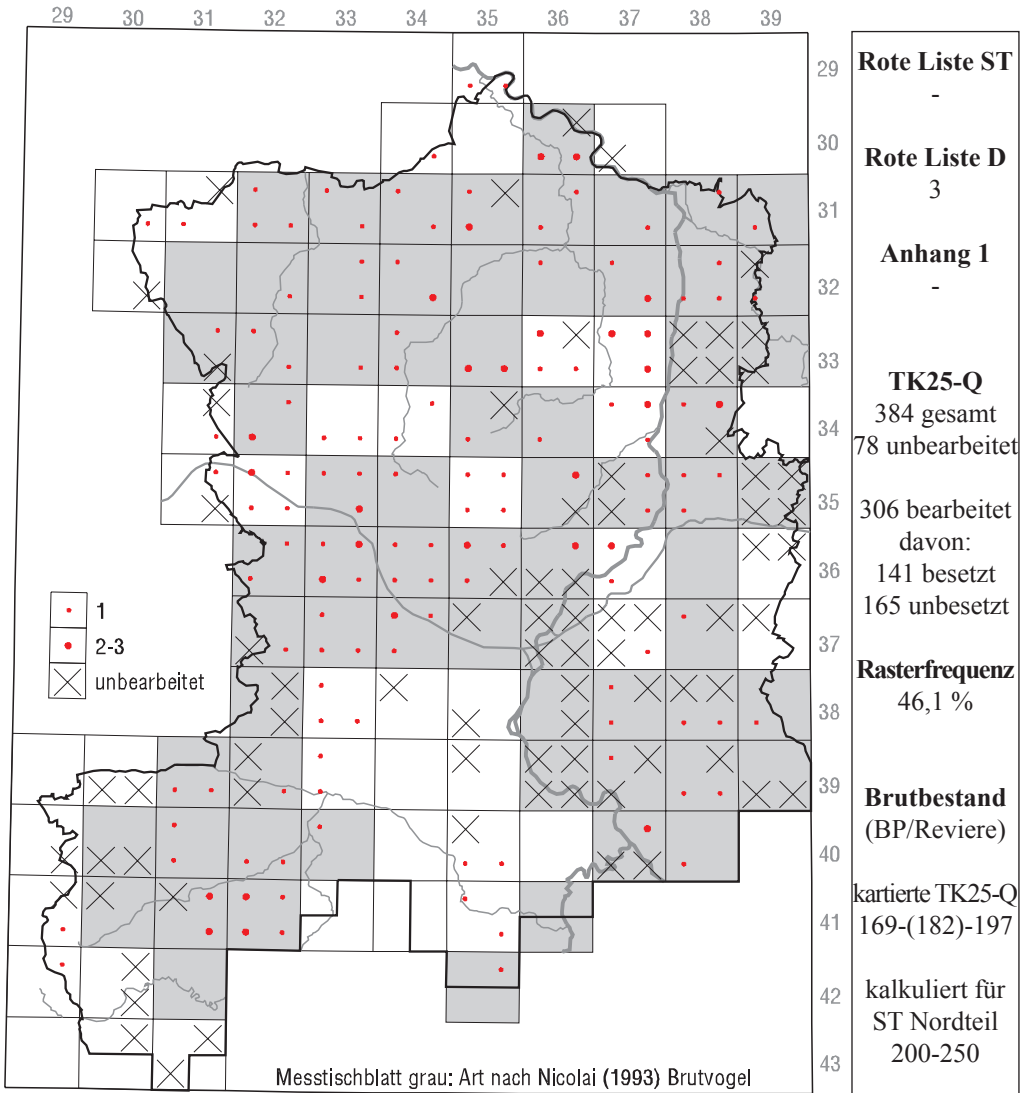 29 30 31 32 33 34 35 36 37 38 39
29
30
31
32
33
34
35
36
37
38
39
40
41
42
43
1
2-3
unbearbeitet
Messtischblatt grau: Art nach Nicolai (1993) Brutvogel
Rote Liste ST
-
Rote Liste D
3
Anhang 1
-
TK25-Q
384 gesamt
78 unbearbeitet
306 bearbeitet
davon:
141 besetzt
165 unbesetzt
Rasterfrequenz
46,1 %
Brutbestand
(BP/Reviere)
kartierte TK25-Q
169-(182)-197
kalkuliert für
ST Nordteil
200-250